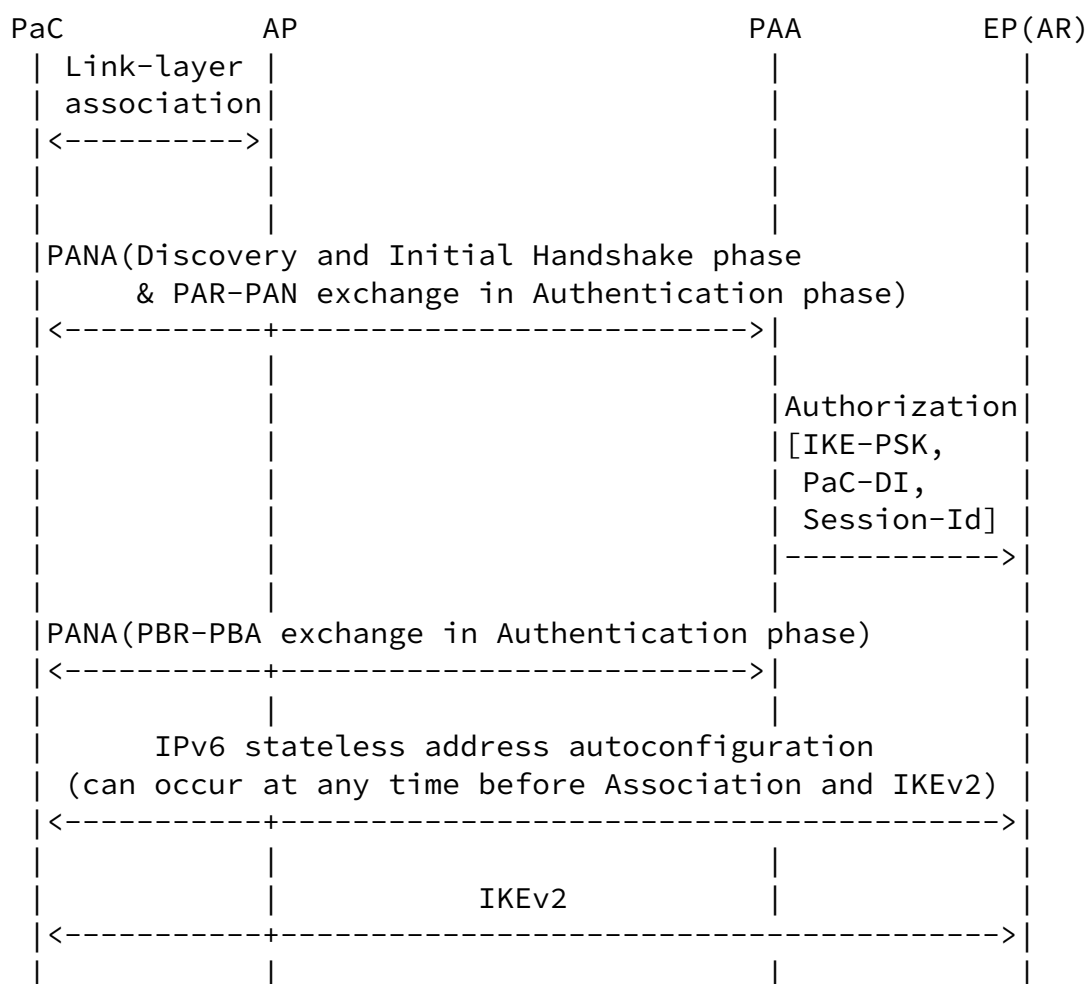 PaC AP PAA EP(AR)
| Link-layer | | |
| association| | |
|<---------->| | |
| | | |
| | | |
|PANA(Discovery and Initial Handshake phase |
| & PAR-PAN exchange in Authentication phase) |
|<-----------+-------------------------->| |
| | | |
| | |Authorization|
| | |[IKE-PSK, |
| | | PaC-DI, |
| | | Session-Id] |
| | |------------>|
| | | |
|PANA(PBR-PBA exchange in Authentication phase) |
|<-----------+-------------------------->| |
| | | |
| IPv6 stateless address autoconfiguration |
| (can occur at any time before Association and IKEv2) |
|<-----------+---------------------------------------->|
| | | |
| | IKEv2 | |
|<-----------+---------------------------------------->|
| | | |